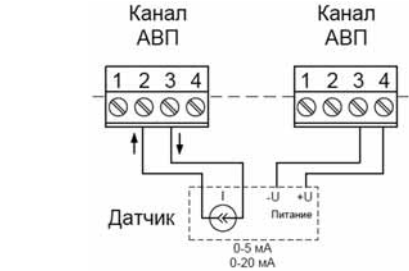 Канал
АВП
Канал
АВП
1 2 3 4
1 2 3 4
I
-U +U
Питание
Датчик
0-5 мА
0-20 мА